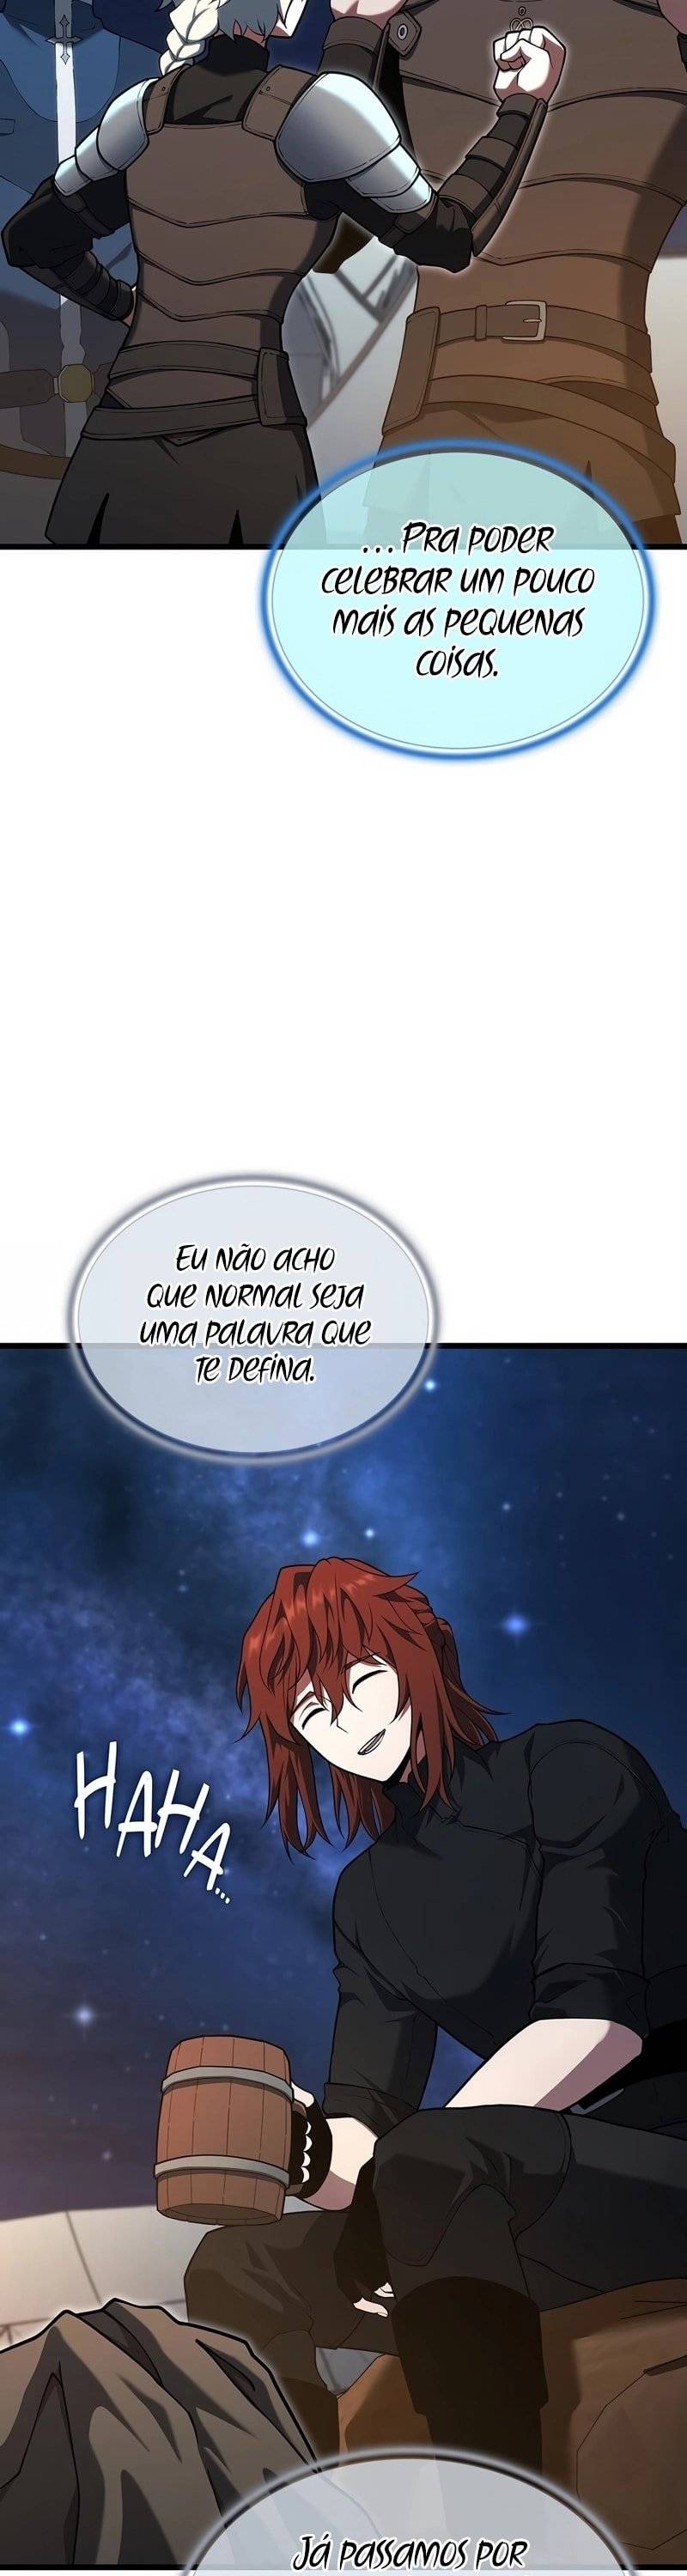 ...PRA PODER
CELEBRAR UM POUCO
MAIS AS PEQUENAS
COISAS.
EU NÃO ACHO
QUE NORMAL SEJA
UMA PALAVRA QUE
TE DEFINA.
HAHA...
JÁ PASSAMOS POR